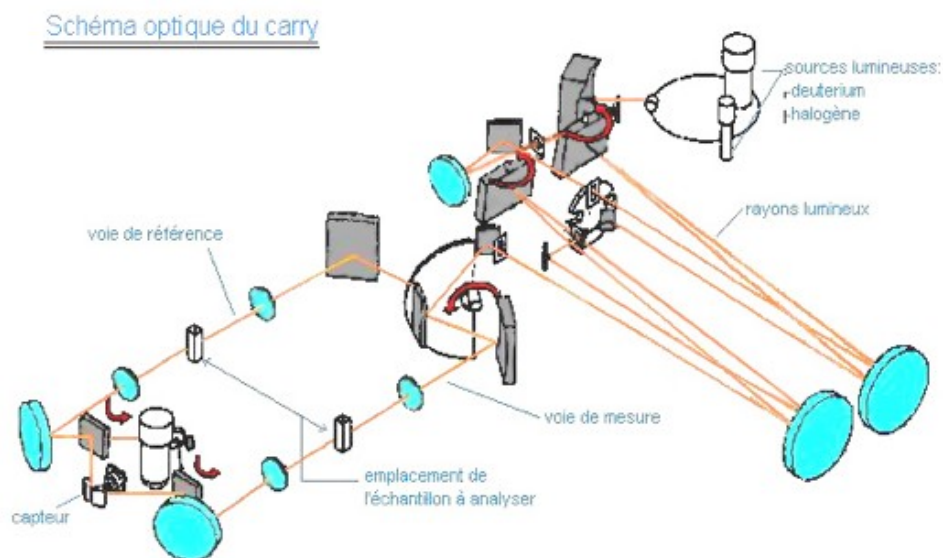 Schéma optique du carry
sources lumineuses:
deuterium
halogène
rayons lumineux
voie de référence
voie de mesure
emplacement de
l'échantillon à analyser
capteur